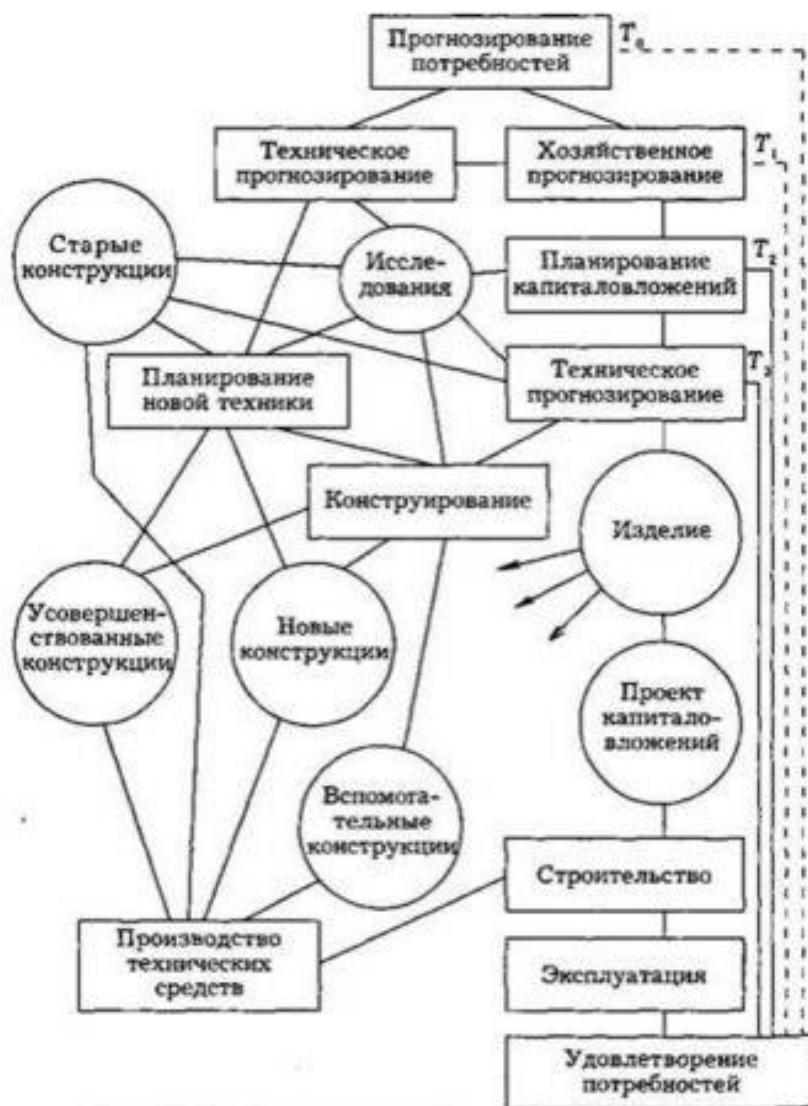 Прогнозирование
потребностей
T₀
Техническое
прогнозирование
Хозяйственное
прогнозирование
T₁
Старые
конструкции
Иссле-
дования
Планирование
капиталовложений
T₂
Планирование
новой техники
Техническое
прогнозирование
T₃
Конструирование
Изделие
Усовершен-
ствованные
конструкции
Новые
конструкции
Проект
капитало-
вложений
Вспомога-
тельные
конструкции
Строительство
Производство
технических
средств
Эксплуатация
Удовлетворение
потребностей